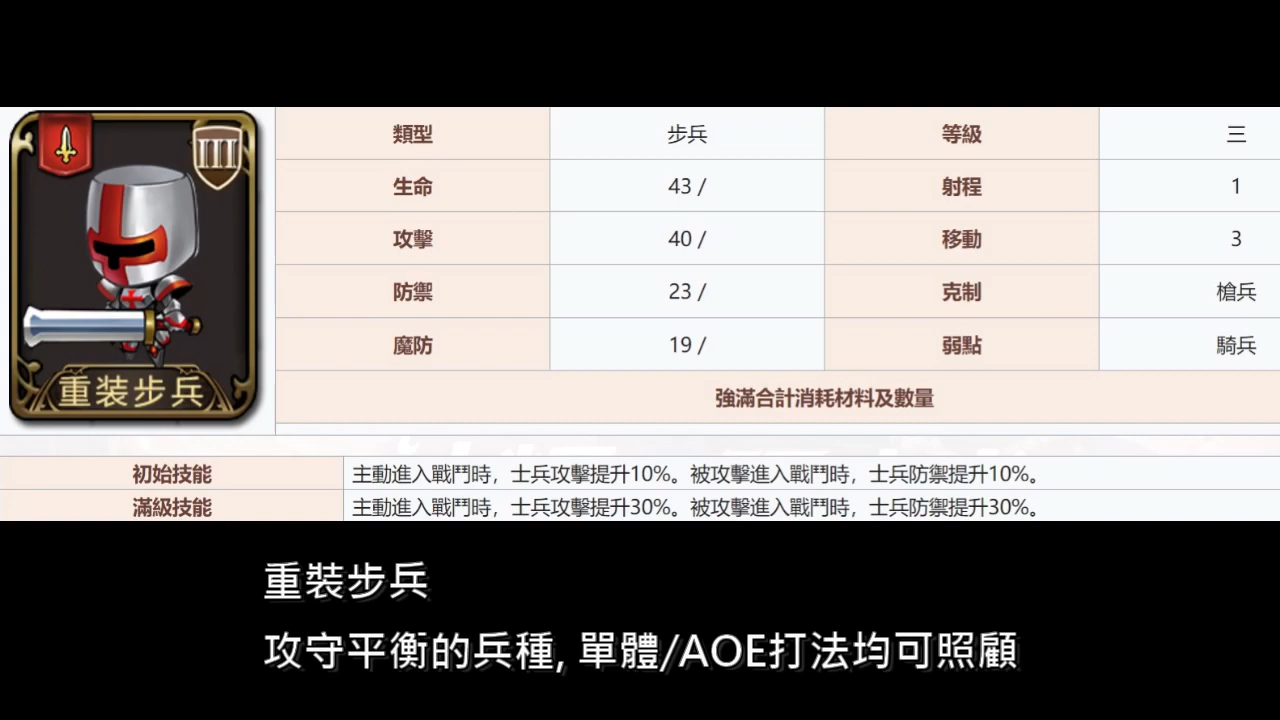 III
重装步兵
類型 步兵 等級 三
生命 43 / 射程 1
攻擊 40 / 移動 3
防禦 23 / 克制 槍兵
魔防 19 / 弱點 騎兵
強滿合計消耗材料及數量
初始技能 主動進入戰鬥時，士兵攻擊提升10%。被攻擊進入戰鬥時，士兵防禦提升10%。
滿級技能 主動進入戰鬥時，士兵攻擊提升30%。被攻擊進入戰鬥時，士兵防禦提升30%。
重裝步兵
攻守平衡的兵種, 單體/AOE打法均可照顧